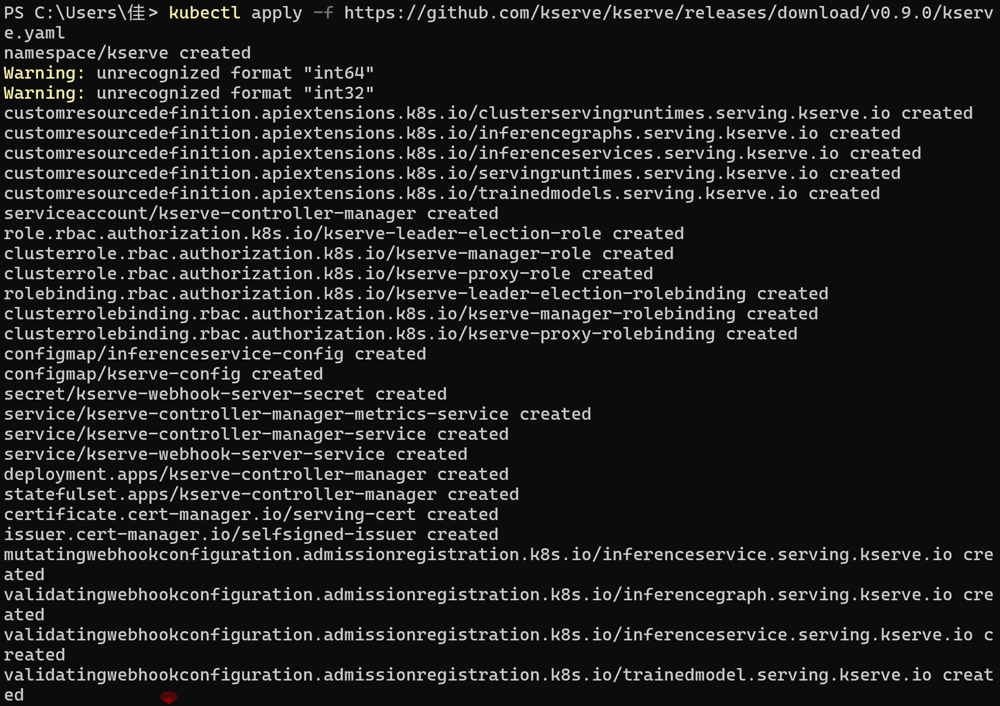 PS C:\Users\佳> kubectl apply -f https://github.com/kserve/kserve/releases/download/v0.9.0/kserv
e.yaml
namespace/kserve created
Warning: unrecognized format "int64"
Warning: unrecognized format "int32"
customresourcedefinition.apiextensions.k8s.io/clusterservingruntimes.serving.kserve.io created
customresourcedefinition.apiextensions.k8s.io/inferencegraphs.serving.kserve.io created
customresourcedefinition.apiextensions.k8s.io/inferenceservices.serving.kserve.io created
customresourcedefinition.apiextensions.k8s.io/servingruntimes.serving.kserve.io created
customresourcedefinition.apiextensions.k8s.io/trainedmodels.serving.kserve.io created
serviceaccount/kserve-controller-manager created
role.rbac.authorization.k8s.io/kserve-leader-election-role created
clusterrole.rbac.authorization.k8s.io/kserve-manager-role created
clusterrole.rbac.authorization.k8s.io/kserve-proxy-role created
rolebinding.rbac.authorization.k8s.io/kserve-leader-election-rolebinding created
clusterrolebinding.rbac.authorization.k8s.io/kserve-manager-rolebinding created
clusterrolebinding.rbac.authorization.k8s.io/kserve-proxy-rolebinding created
configmap/inferenceservice-config created
configmap/kserve-config created
secret/kserve-webhook-server-secret created
service/kserve-controller-manager-metrics-service created
service/kserve-controller-manager-service created
service/kserve-webhook-server-service created
deployment.apps/kserve-controller-manager created
statefulset.apps/kserve-controller-manager created
certificate.cert-manager.io/serving-cert created
issuer.cert-manager.io/selfsigned-issuer created
mutatingwebhookconfiguration.admissionregistration.k8s.io/inferenceservice.serving.kserve.io cre
ated
validatingwebhookconfiguration.admissionregistration.k8s.io/inferencegraph.serving.kserve.io cre
ated
validatingwebhookconfiguration.admissionregistration.k8s.io/inferenceservice.serving.kserve.io c
reated
validatingwebhookconfiguration.admissionregistration.k8s.io/trainedmodel.serving.kserve.io creat
ed